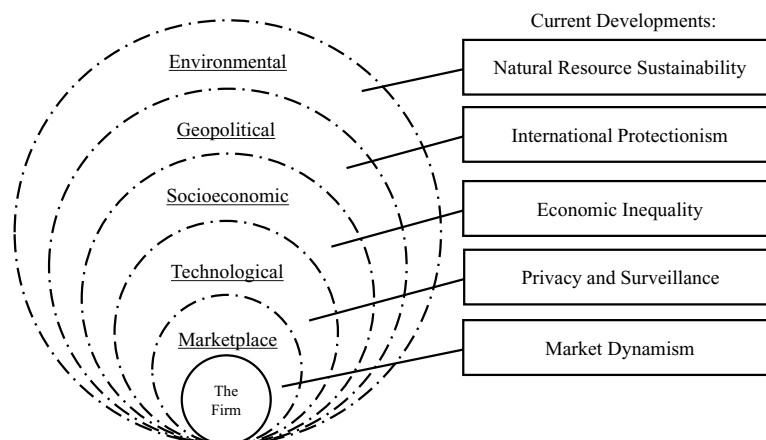 Current Developments:
Environmental
Natural Resource Sustainability
Geopolitical
International Protectionism
Socioeconomic
Economic Inequality
Technological
Privacy and Surveillance
Marketplace
Market Dynamism
The
Firm